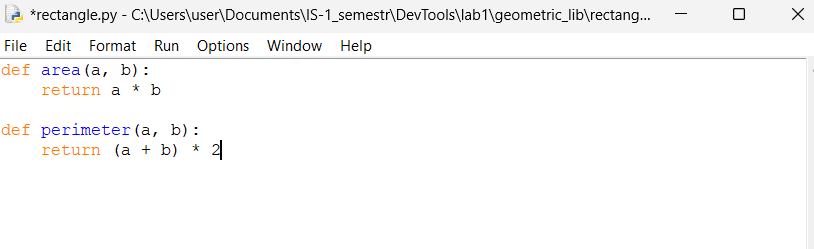 *rectangle.py - C:\Users\user\Documents\IS-1_semestr\DevTools\lab1\geometric_lib\rectang...
File Edit Format Run Options Window Help
def area(a, b):
    return a * b

def perimeter(a, b):
    return (a + b) * 2